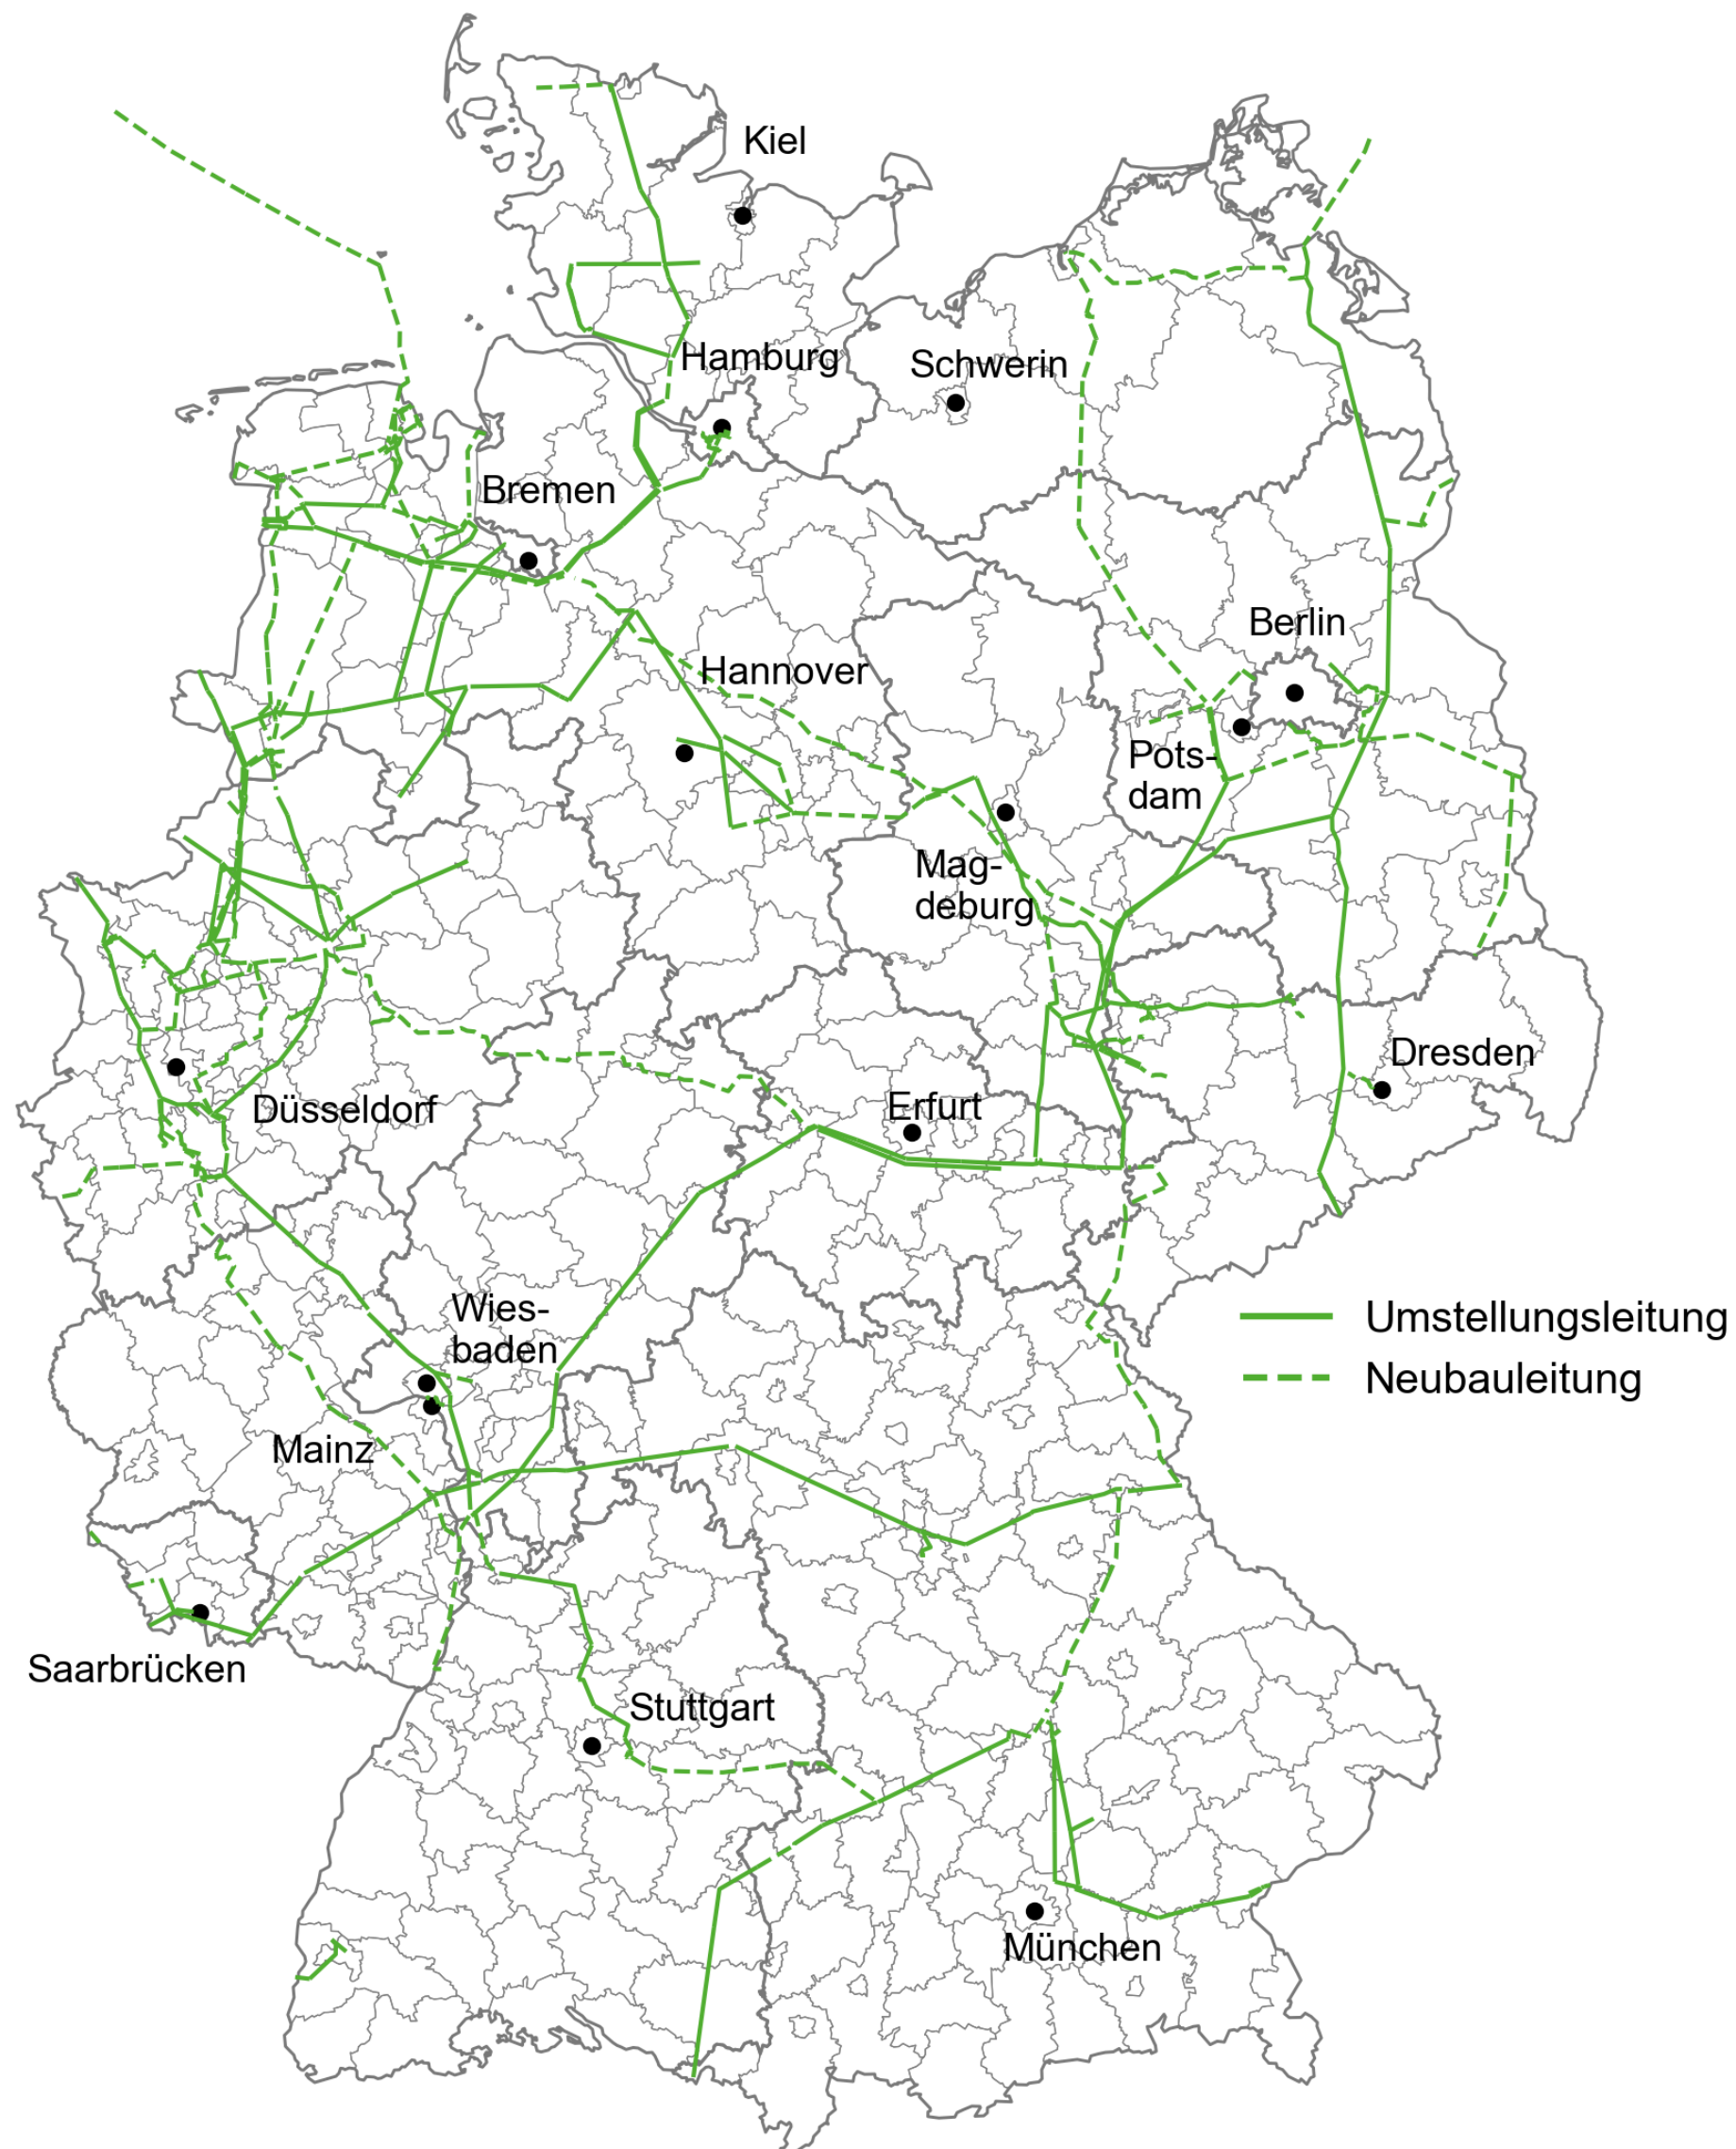 Kiel
Hamburg
Schwerin
Bremen
Berlin
Hannover
Pots-
dam
Mag-
deburg
Dresden
Düsseldorf
Erfurt
Wies-
baden
Umstellungsleitung
Neubauleitung
Mainz
Saarbrücken
Stuttgart
München